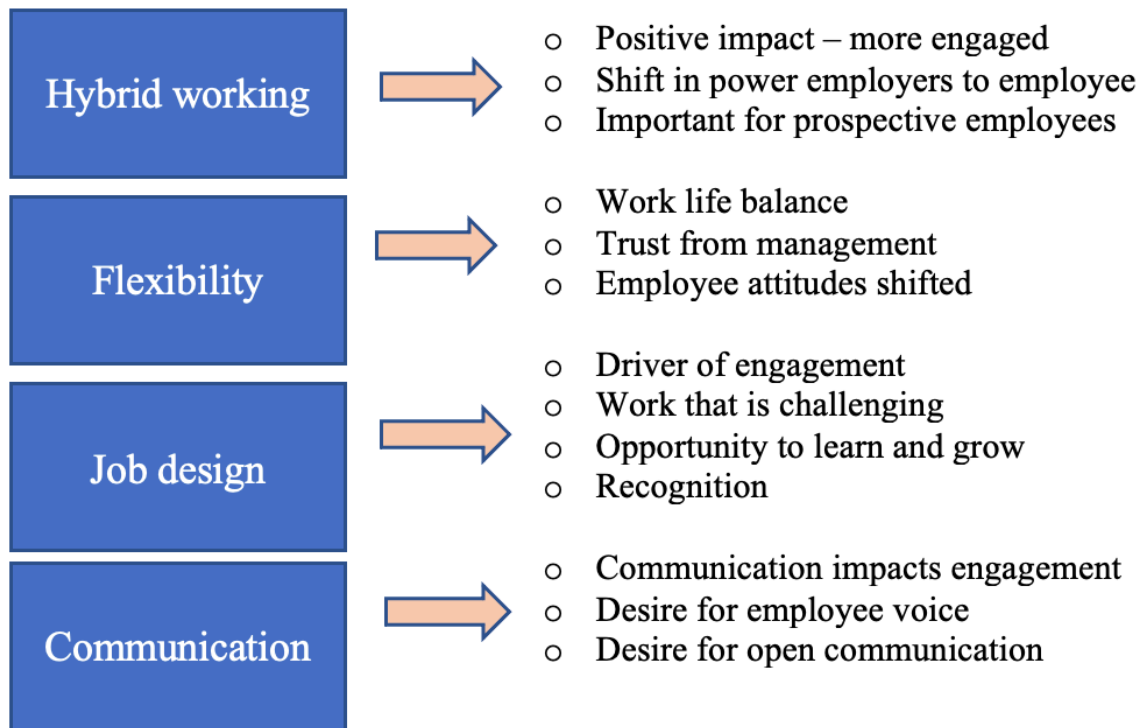 Hybrid working
○ Positive impact – more engaged
○ Shift in power employers to employee
○ Important for prospective employees
Flexibility
○ Work life balance
○ Trust from management
○ Employee attitudes shifted
Job design
○ Driver of engagement
○ Work that is challenging
○ Opportunity to learn and grow
○ Recognition
Communication
○ Communication impacts engagement
○ Desire for employee voice
○ Desire for open communication